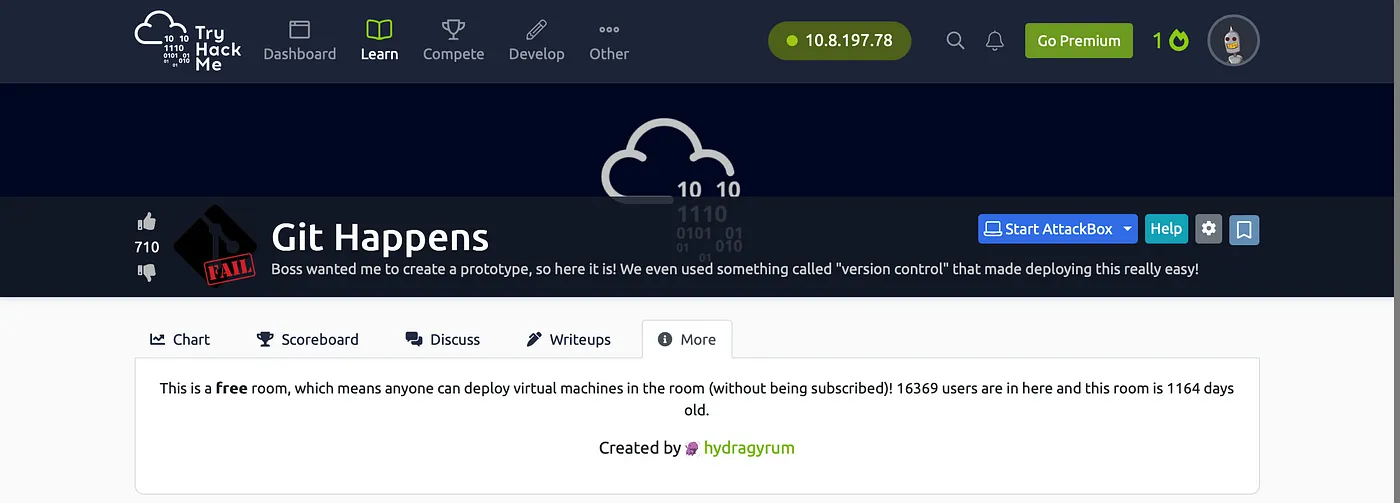 Try
Hack
Me
10 10
1110
0101 01
01 010
01
Dashboard
Learn
Compete
Develop
Other
10.8.197.78
Go Premium
1
10 10
1110
0101 01
01 010
01
710
FAIL
Git Happens
Boss wanted me to create a prototype, so here it is! We even used something called "version control" that made deploying this really easy!
Start AttackBox
Help
Chart
Scoreboard
Discuss
Writeups
More
This is a free room, which means anyone can deploy virtual machines in the room (without being subscribed)! 16369 users are in here and this room is 1164 days
old.
Created by hydragyrum